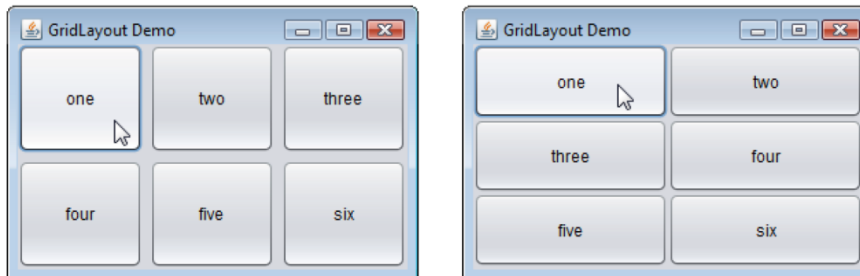 GridLayout Demo
one two three
four five six
GridLayout Demo
one two
three four
five six